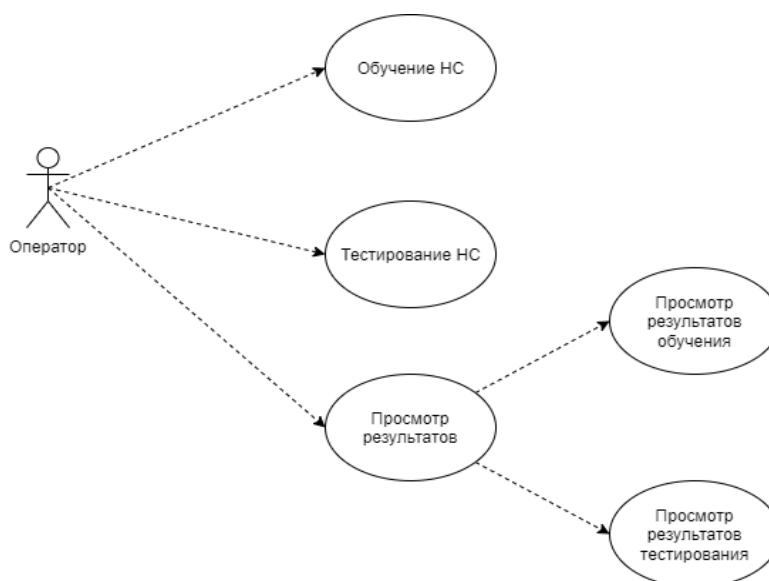 Обучение НС
Оператор
Тестирование НС
Просмотр
результатов
обучения
Просмотр
результатов
Просмотр
результатов
тестирования